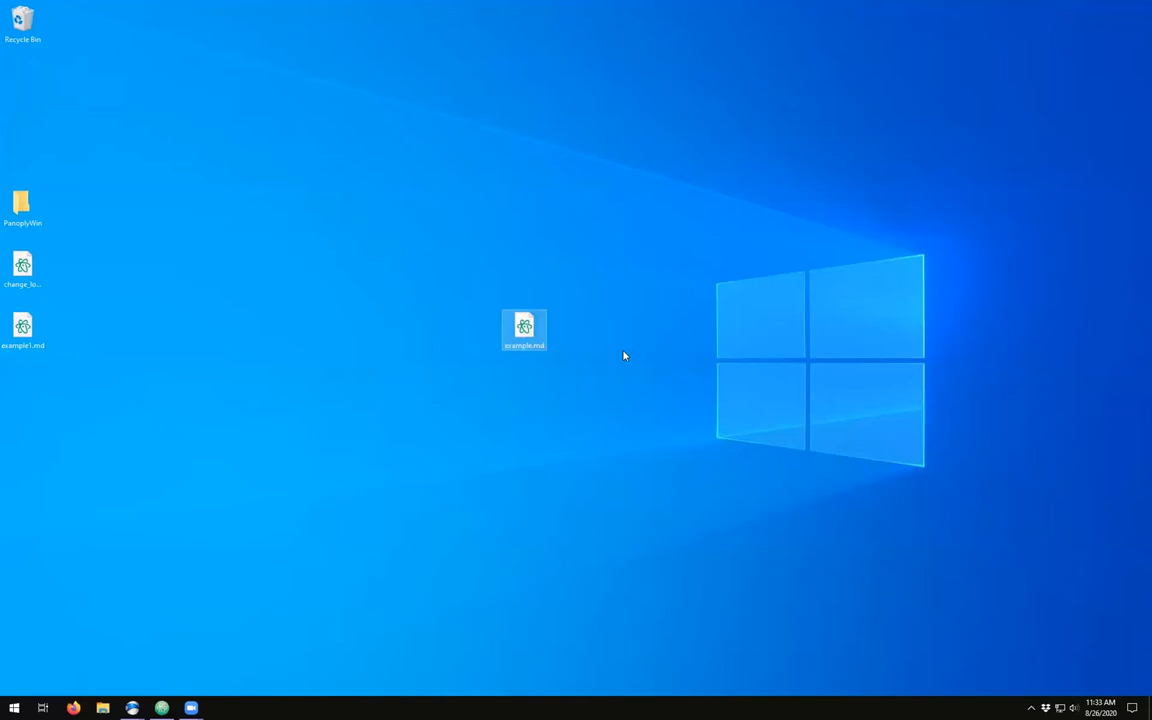 Recycle Bin
PanoplyWin
change_lo...
example1.md
example.md
11:33 AM
8/26/2020